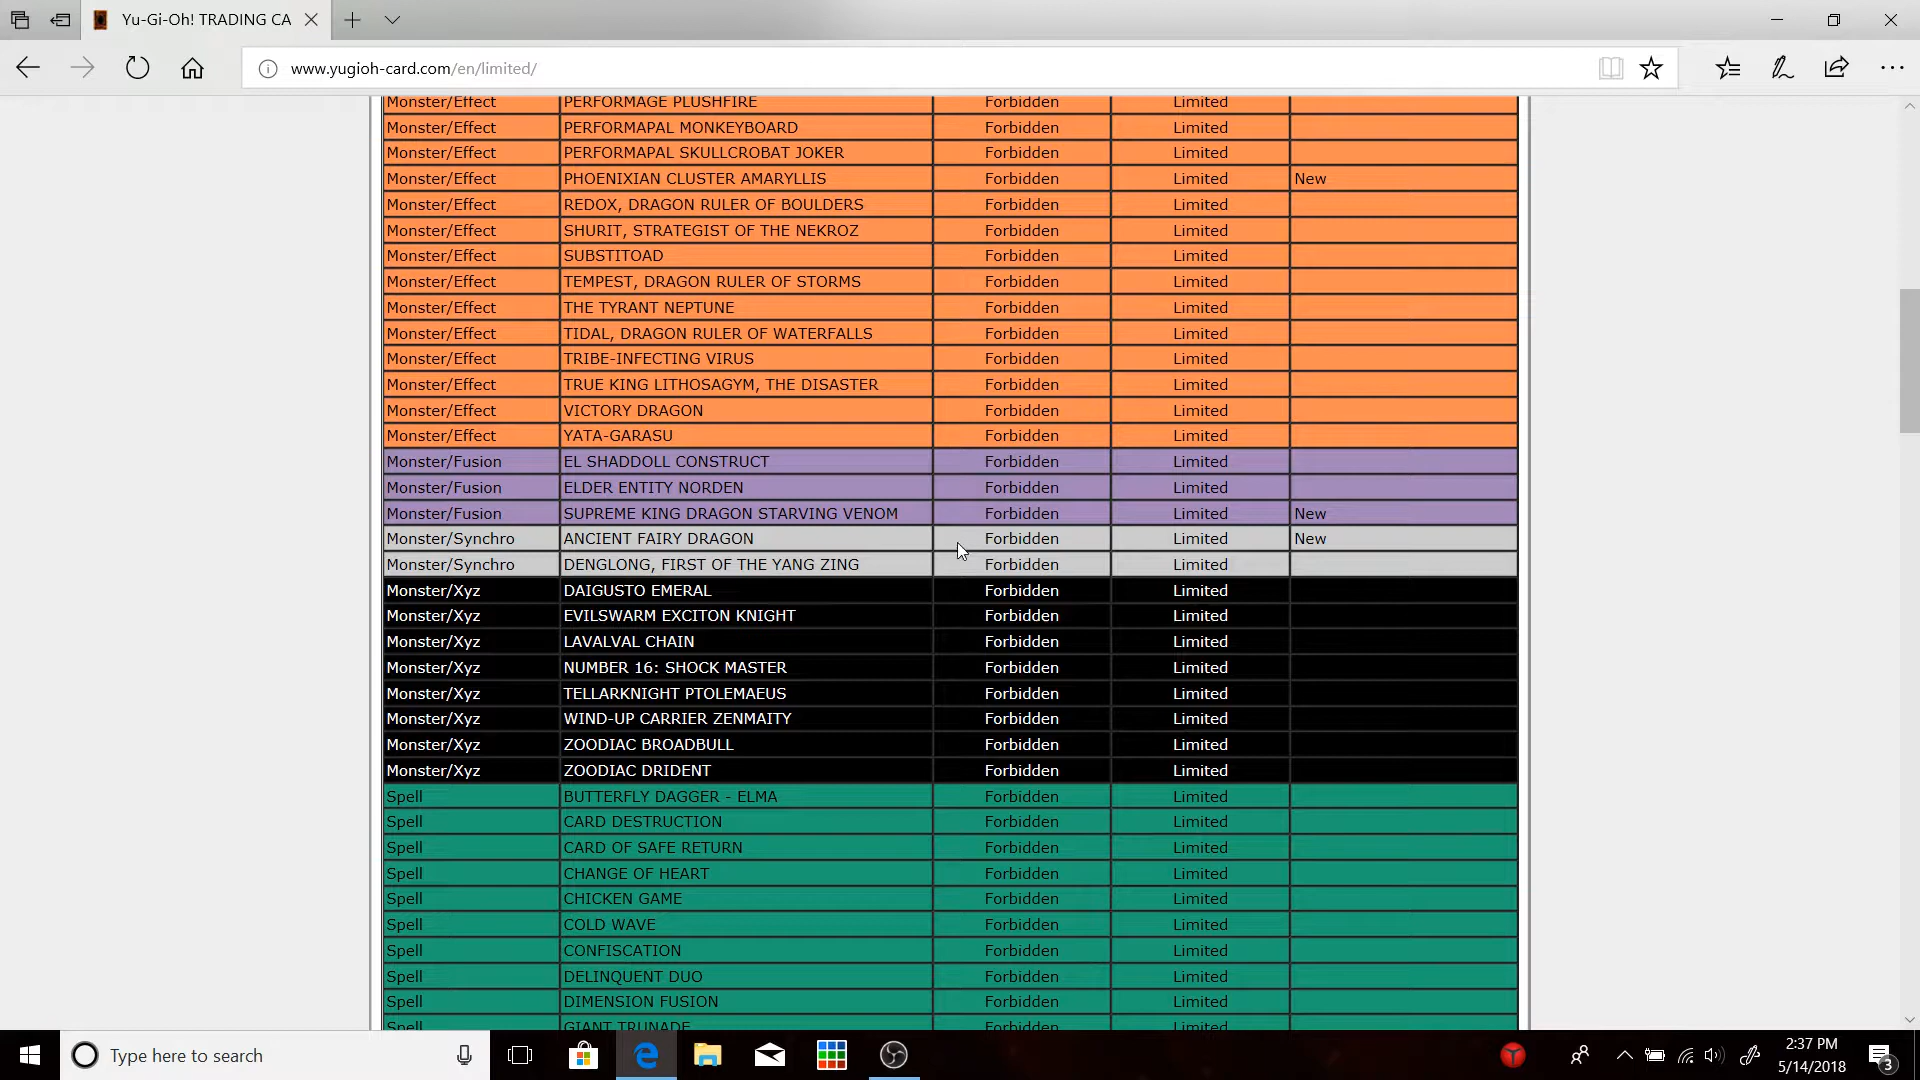 Yu-Gi-Oh! TRADING CA
www.yugioh-card.com/en/limited/
Monster/Effect PERFORMAGE PLUSHFIRE Forbidden Limited
Monster/Effect PERFORMAPAL MONKEYBOARD Forbidden Limited
Monster/Effect PERFORMAPAL SKULLCROBAT JOKER Forbidden Limited
Monster/Effect PHOENIXIAN CLUSTER AMARYLLIS Forbidden Limited New
Monster/Effect REDOX, DRAGON RULER OF BOULDERS Forbidden Limited
Monster/Effect SHURIT, STRATEGIST OF THE NEKROZ Forbidden Limited
Monster/Effect SUBSTITOAD Forbidden Limited
Monster/Effect TEMPEST, DRAGON RULER OF STORMS Forbidden Limited
Monster/Effect THE TYRANT NEPTUNE Forbidden Limited
Monster/Effect TIDAL, DRAGON RULER OF WATERFALLS Forbidden Limited
Monster/Effect TRIBE-INFECTING VIRUS Forbidden Limited
Monster/Effect TRUE KING LITHOSAGYM, THE DISASTER Forbidden Limited
Monster/Effect VICTORY DRAGON Forbidden Limited
Monster/Effect YATA-GARASU Forbidden Limited
Monster/Fusion EL SHADDOLL CONSTRUCT Forbidden Limited
Monster/Fusion ELDER ENTITY NORDEN Forbidden Limited
Monster/Fusion SUPREME KING DRAGON STARVING VENOM Forbidden Limited New
Monster/Synchro ANCIENT FAIRY DRAGON Forbidden Limited New
Monster/Synchro DENGLONG, FIRST OF THE YANG ZING Forbidden Limited
Monster/Xyz DAIGUSTO EMERAL Forbidden Limited
Monster/Xyz EVILSWARM EXCITON KNIGHT Forbidden Limited
Monster/Xyz LAVALVAL CHAIN Forbidden Limited
Monster/Xyz NUMBER 16: SHOCK MASTER Forbidden Limited
Monster/Xyz TELLARKNIGHT PTOLEMAEUS Forbidden Limited
Monster/Xyz WIND-UP CARRIER ZENMAITY Forbidden Limited
Monster/Xyz ZOODIAC BROADBULL Forbidden Limited
Monster/Xyz ZOODIAC DRIDENT Forbidden Limited
Spell BUTTERFLY DAGGER - ELMA Forbidden Limited
Spell CARD DESTRUCTION Forbidden Limited
Spell CARD OF SAFE RETURN Forbidden Limited
Spell CHANGE OF HEART Forbidden Limited
Spell CHICKEN GAME Forbidden Limited
Spell COLD WAVE Forbidden Limited
Spell CONFISCATION Forbidden Limited
Spell DELINQUENT DUO Forbidden Limited
Spell DIMENSION FUSION Forbidden Limited
Spell GIANT TRUNADE Forbidden Limited
Type here to search
2:37 PM
5/14/2018
3